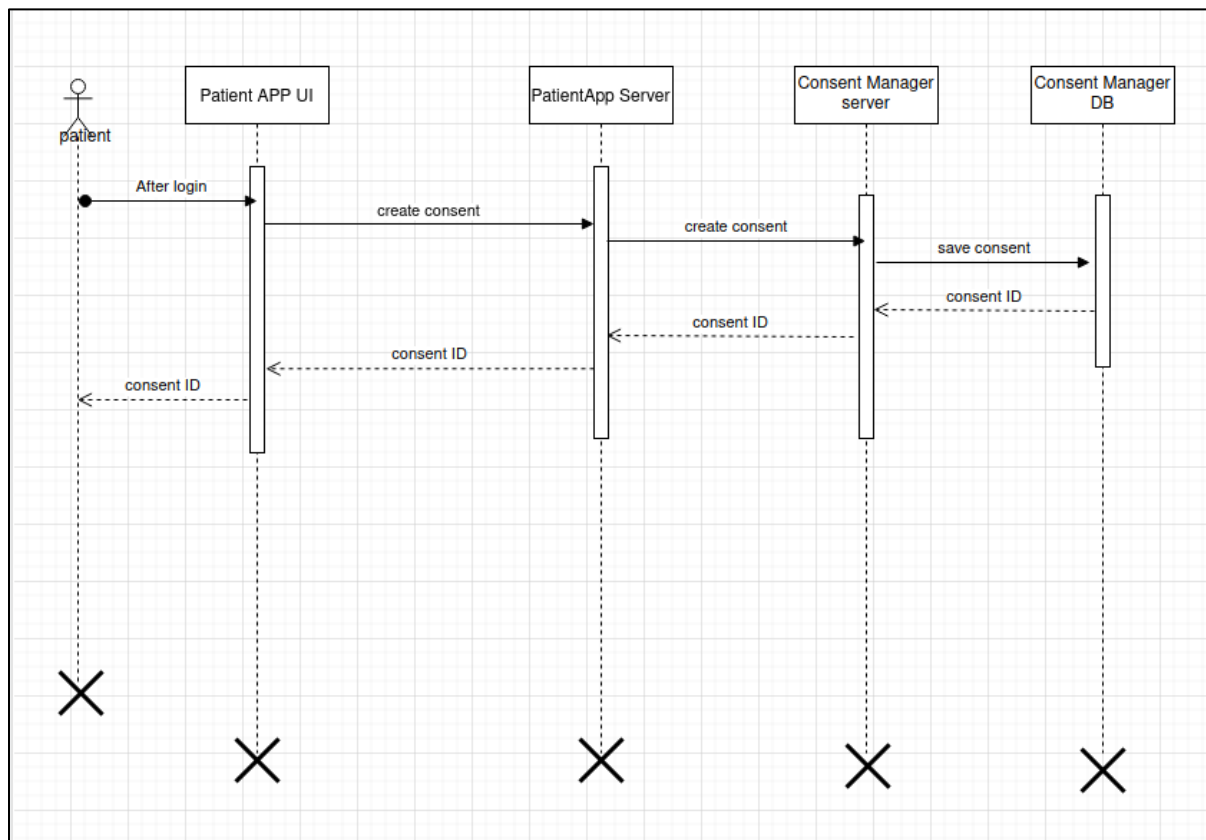 patient
Patient APP UI
PatientApp Server
Consent Manager
server
Consent Manager
DB
After login
create consent
create consent
save consent
consent ID
consent ID
consent ID
consent ID